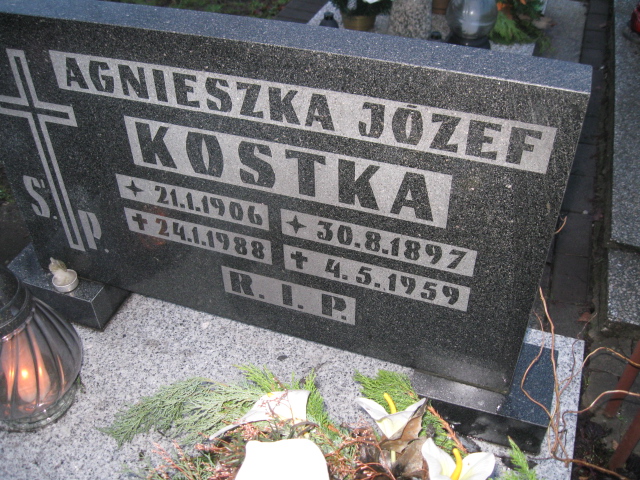 AGNIESZKA JÓZEF
KOSTKA
Ś. P.
21.1.1906 30.8.1897
24.1.1988 4.5.1959
R. I. P.